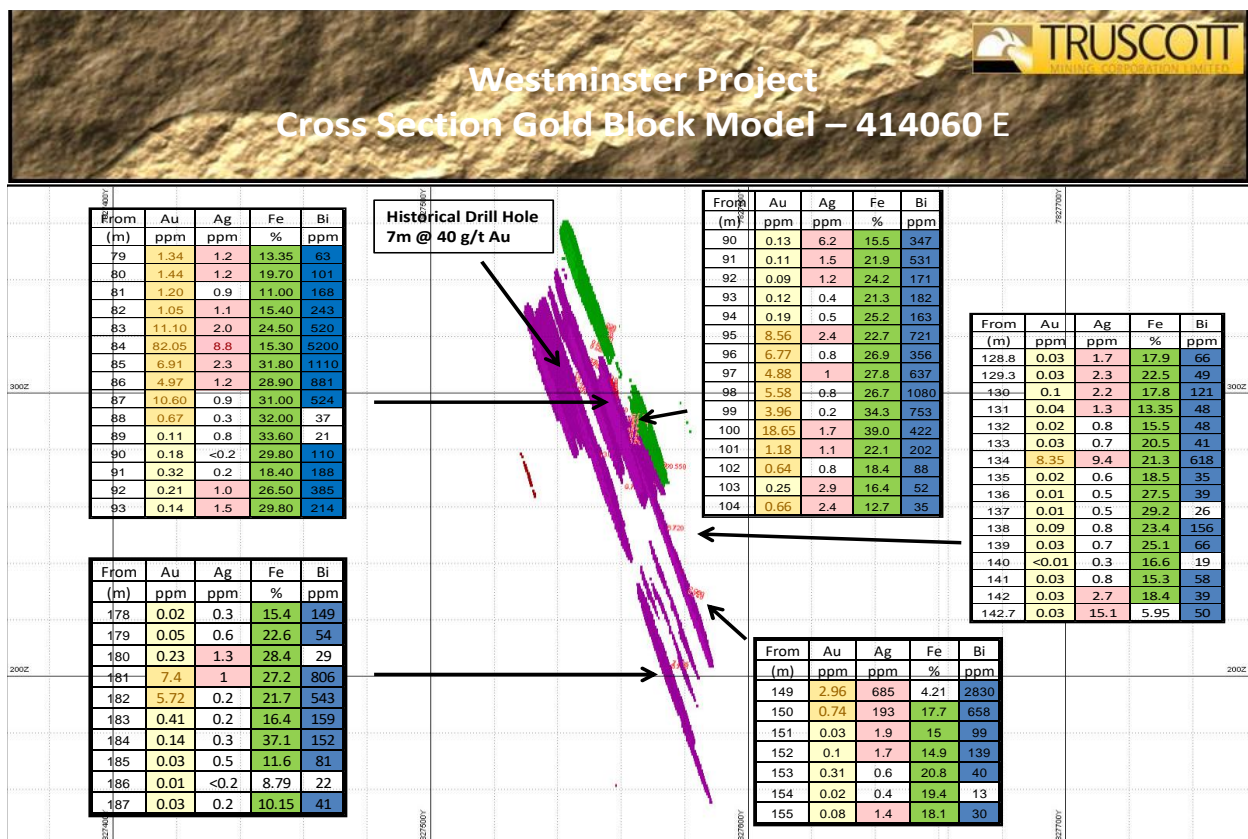 TRUSCOTT
MINING CORPORATION LIMITED
Westminster Project
Cross Section Gold Block Model – 414060 E
Historical Drill Hole
7m @ 40 g/t Au
From Au Ag Fe Bi
(m) ppm ppm % ppm
79 1.34 1.2 13.35 63
80 1.44 1.2 19.70 101
81 1.20 0.9 11.00 168
82 1.05 1.1 15.40 243
83 11.10 2.0 24.50 520
84 82.05 8.8 15.30 5200
85 6.91 2.3 31.80 1110
86 4.97 1.2 28.90 881
87 10.60 0.9 31.00 524
88 0.67 0.3 32.00 37
89 0.11 0.8 33.60 21
90 0.18 <0.2 29.80 110
91 0.32 0.2 18.40 188
92 0.21 1.0 26.50 385
93 0.14 1.5 29.80 214
From Au Ag Fe Bi
(m) ppm ppm % ppm
90 0.13 6.2 15.5 347
91 0.11 1.5 21.9 531
92 0.09 1.2 24.2 171
93 0.12 0.4 21.3 182
94 0.19 0.5 25.2 163
95 8.56 2.4 22.7 721
96 6.77 0.8 26.9 356
97 4.88 1 27.8 637
98 5.58 0.8 26.7 1080
99 3.96 0.2 34.3 753
100 18.65 1.7 39.0 422
101 1.18 1.1 22.1 202
102 0.64 0.8 18.4 88
103 0.25 2.9 16.4 52
104 0.66 2.4 12.7 35
7827700Y
300Z
300Z
From Au Ag Fe Bi
(m) ppm ppm % ppm
128.8 0.03 1.7 17.9 66
129.3 0.03 2.3 22.5 49
130 0.1 2.2 17.8 121
131 0.04 1.3 13.35 48
132 0.02 0.8 15.5 48
133 0.03 0.7 20.5 41
134 8.35 9.4 21.3 618
135 0.02 0.6 18.5 35
136 0.01 0.5 27.5 39
137 0.01 0.5 29.2 26
138 0.09 0.8 23.4 156
139 0.03 0.7 25.1 66
140 <0.01 0.3 16.6 19
141 0.03 0.8 15.3 58
142 0.03 2.7 18.4 39
142.7 0.03 15.1 5.95 50
From Au Ag Fe Bi
(m) ppm ppm % ppm
178 0.02 0.3 15.4 149
179 0.05 0.6 22.6 54
180 0.23 1.3 28.4 29
181 7.4 1 27.2 806
182 5.72 0.2 21.7 543
183 0.41 0.2 16.4 159
184 0.14 0.3 37.1 152
185 0.03 0.5 11.6 81
186 0.01 <0.2 8.79 22
187 0.03 0.2 10.15 41
200Z
200Z
From Au Ag Fe Bi
(m) ppm ppm % ppm
149 2.96 685 4.21 2830
150 0.74 193 17.7 658
151 0.03 1.9 15 99
152 0.1 1.7 14.9 139
153 0.31 0.6 20.8 40
154 0.02 0.4 19.4 13
155 0.08 1.4 18.1 30
7827700Y